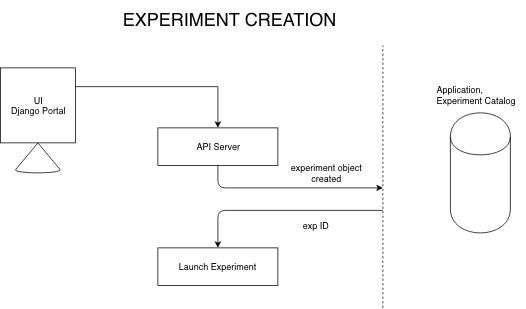 EXPERIMENT CREATION
UI
Django Portal
Application,
Experiment Catalog
API Server
experiment object
created
exp ID
Launch Experiment